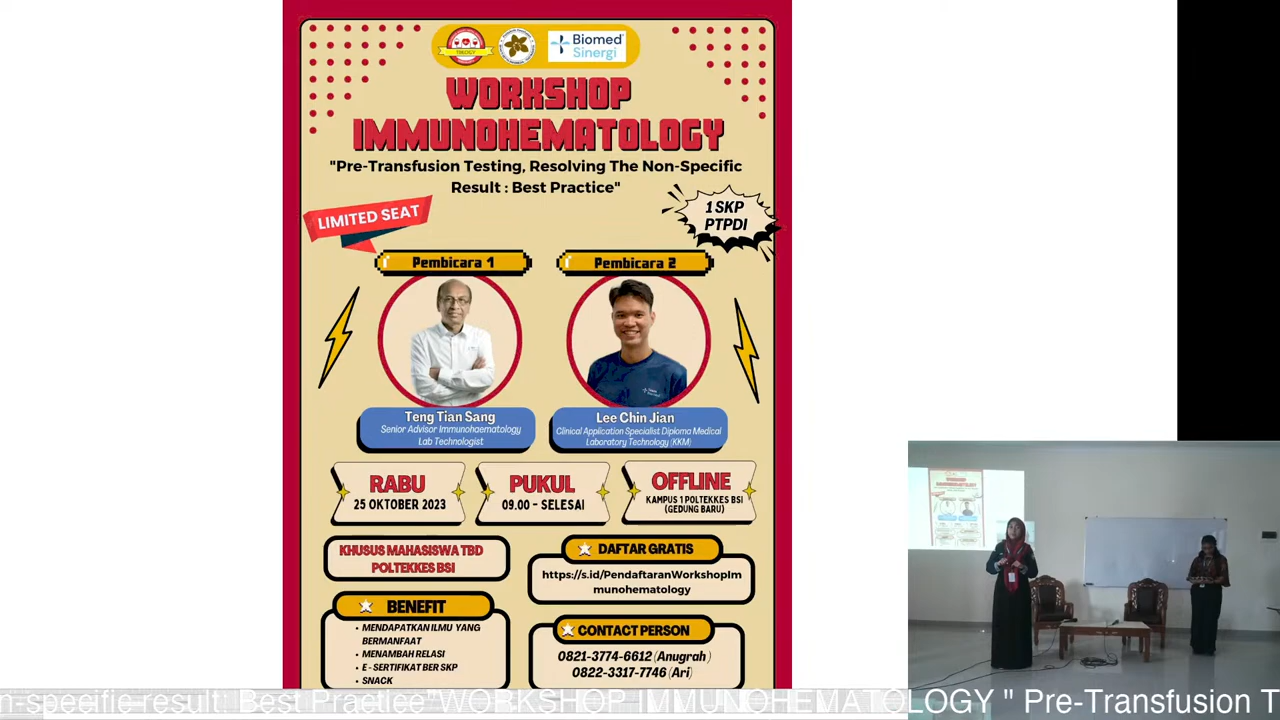 TBDGY
Biomed
Sinergi
WORKSHOP
IMMUNOHEMATOLOGY
"Pre-Transfusion Testing, Resolving The Non-Specific
Result : Best Practice"
LIMITED SEAT
1 SKP
PTPDI
Pembicara 1
Pembicara 2
Teng Tian Sang
Senior Advisor Immunohaematology
Lab Technologist
Lee Chin Jian
Clinical Application Specialist Diploma Medical
Laboratory Technology (KKM)
RABU
25 OKTOBER 2023
PUKUL
09.00 - SELESAI
OFFLINE
KAMPUS 1 POLTEKKES BSI
(GEDUNG BARU)
KHUSUS MAHASISWA TBD
POLTEKKES BSI
DAFTAR GRATIS
https://s.id/PendaftaranWorkshopIm
munohematology
BENEFIT
• MENDAPATKAN ILMU YANG
BERMANFAAT
• MENAMBAH RELASI
• E - SERTIFIKAT BER SKP
• SNACK
CONTACT PERSON
0821-3774-6612 (Anugrah )
0822-3317-7746 (Ari)
n-specific result: Best Practice"WORKSHOP IMMUNOHEMATOLOGY " Pre-Transfusion T